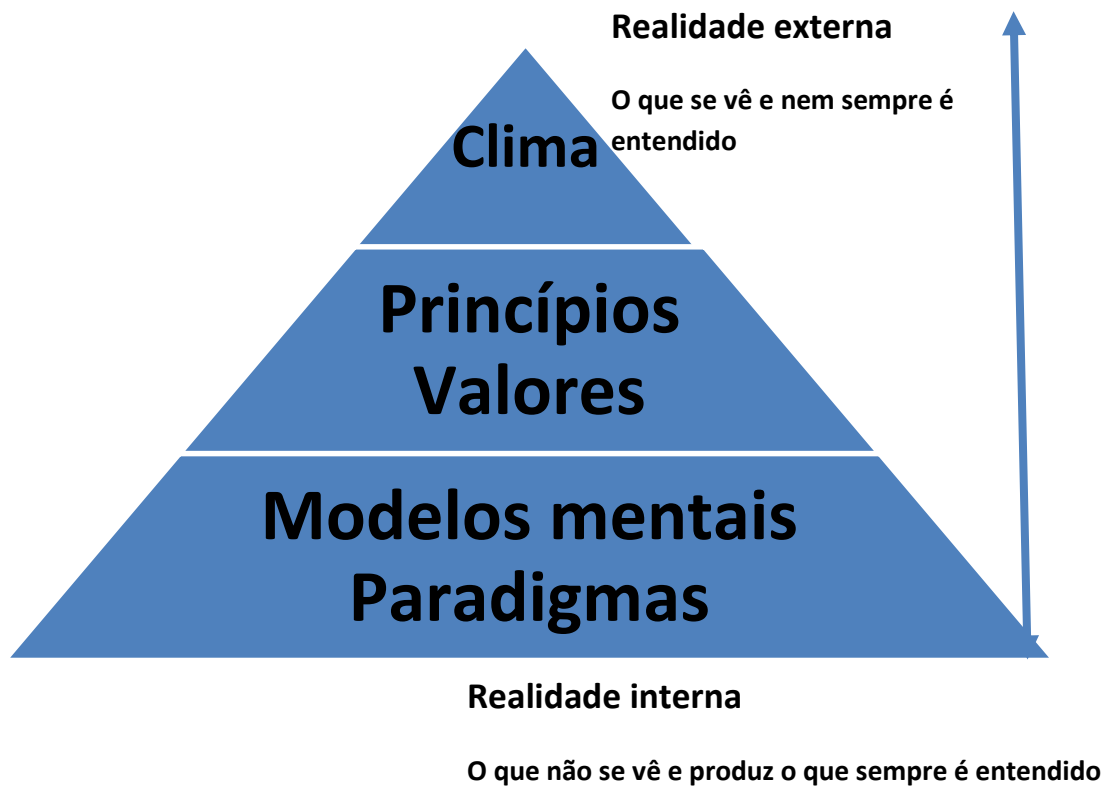 Realidade externa
O que se vê e nem sempre é
entendido
Clima
Princípios
Valores
Modelos mentais
Paradigmas
Realidade interna
O que não se vê e produz o que sempre é entendido